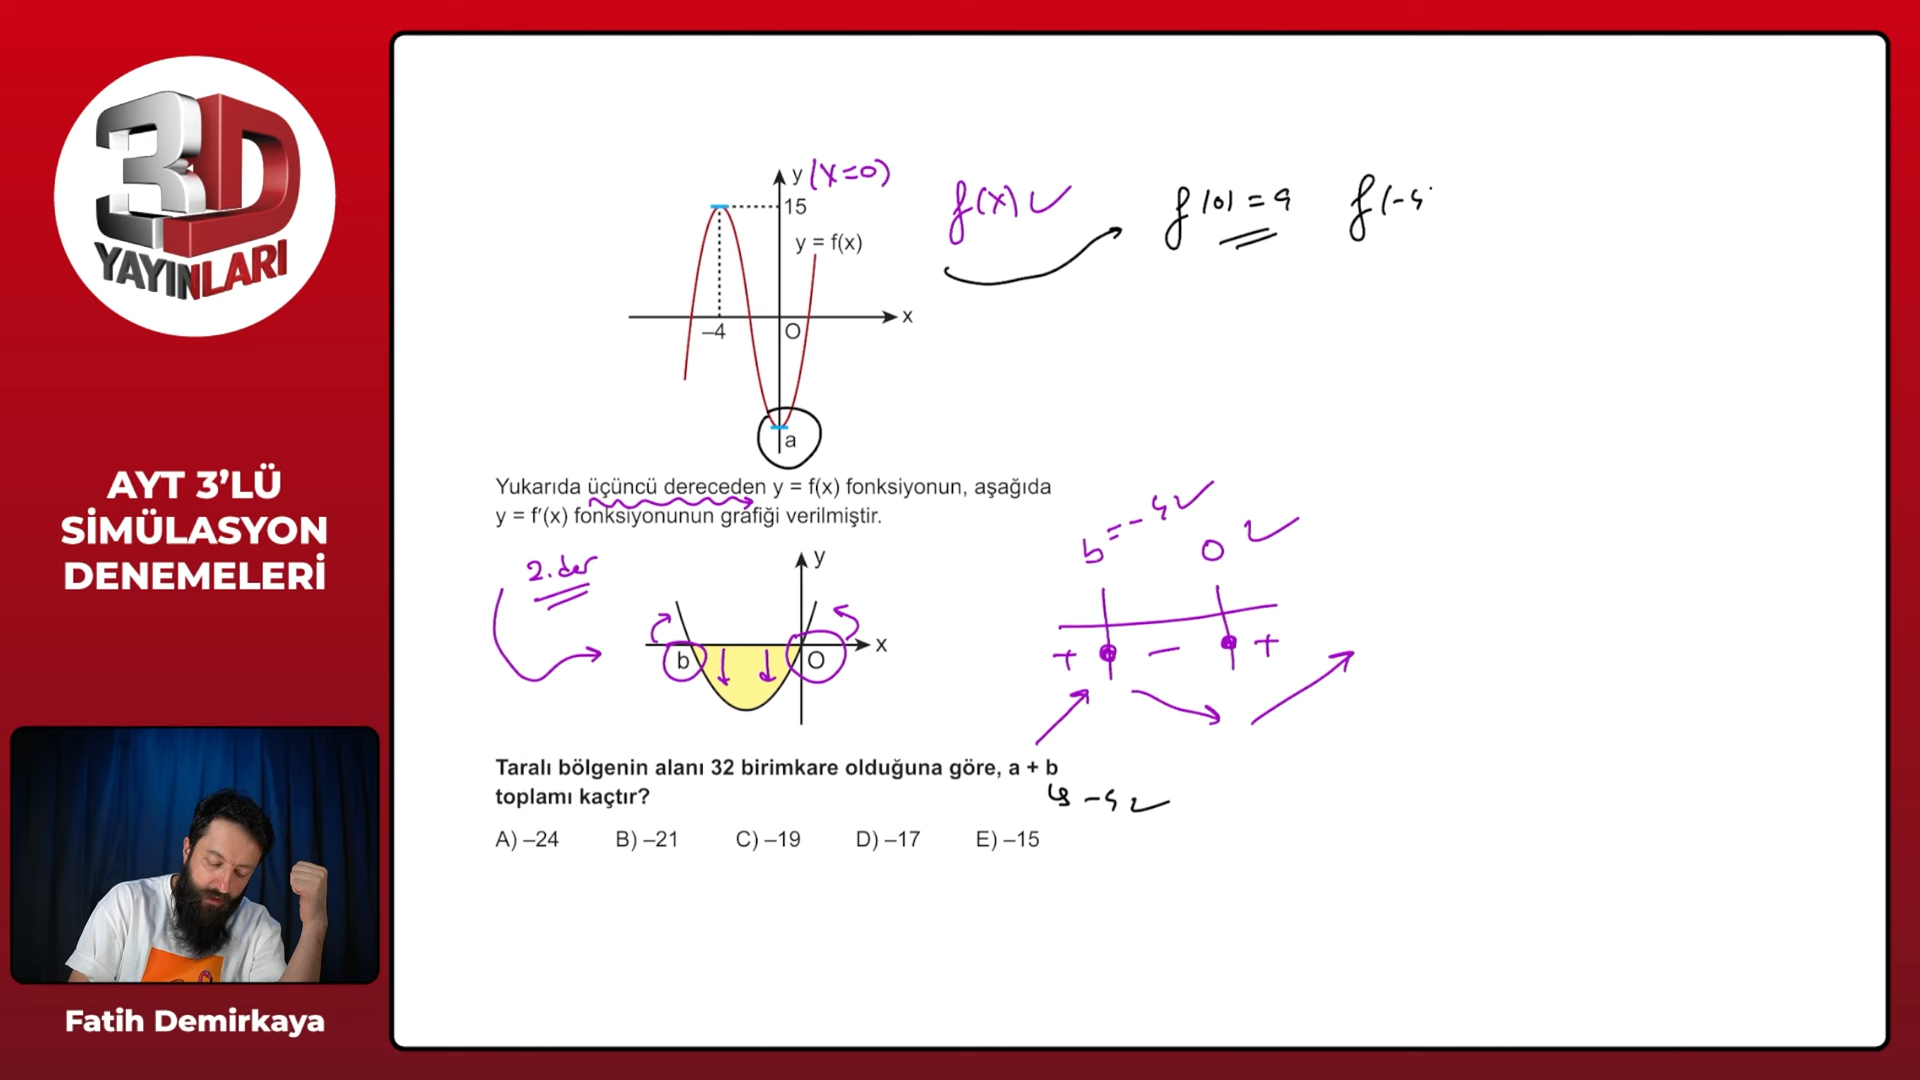 3D
YAYINLARI
AYT 3'LÜ
SİMÜLASYON
DENEMELERİ
Fatih Demirkaya
y (x=0)
15
y = f(x)
–4
O
x
a
f(x)
f(0) = a
f(-4
Yukarıda üçüncü dereceden y = f(x) fonksiyonun, aşağıda
y = f′(x) fonksiyonunun grafiği verilmiştir.
2. der
y
x
b
O
b = -4
0
+ - +
Taralı bölgenin alanı 32 birimkare olduğuna göre, a + b
toplamı kaçtır?
-4
A) –24 B) –21 C) –19 D) –17 E) –15